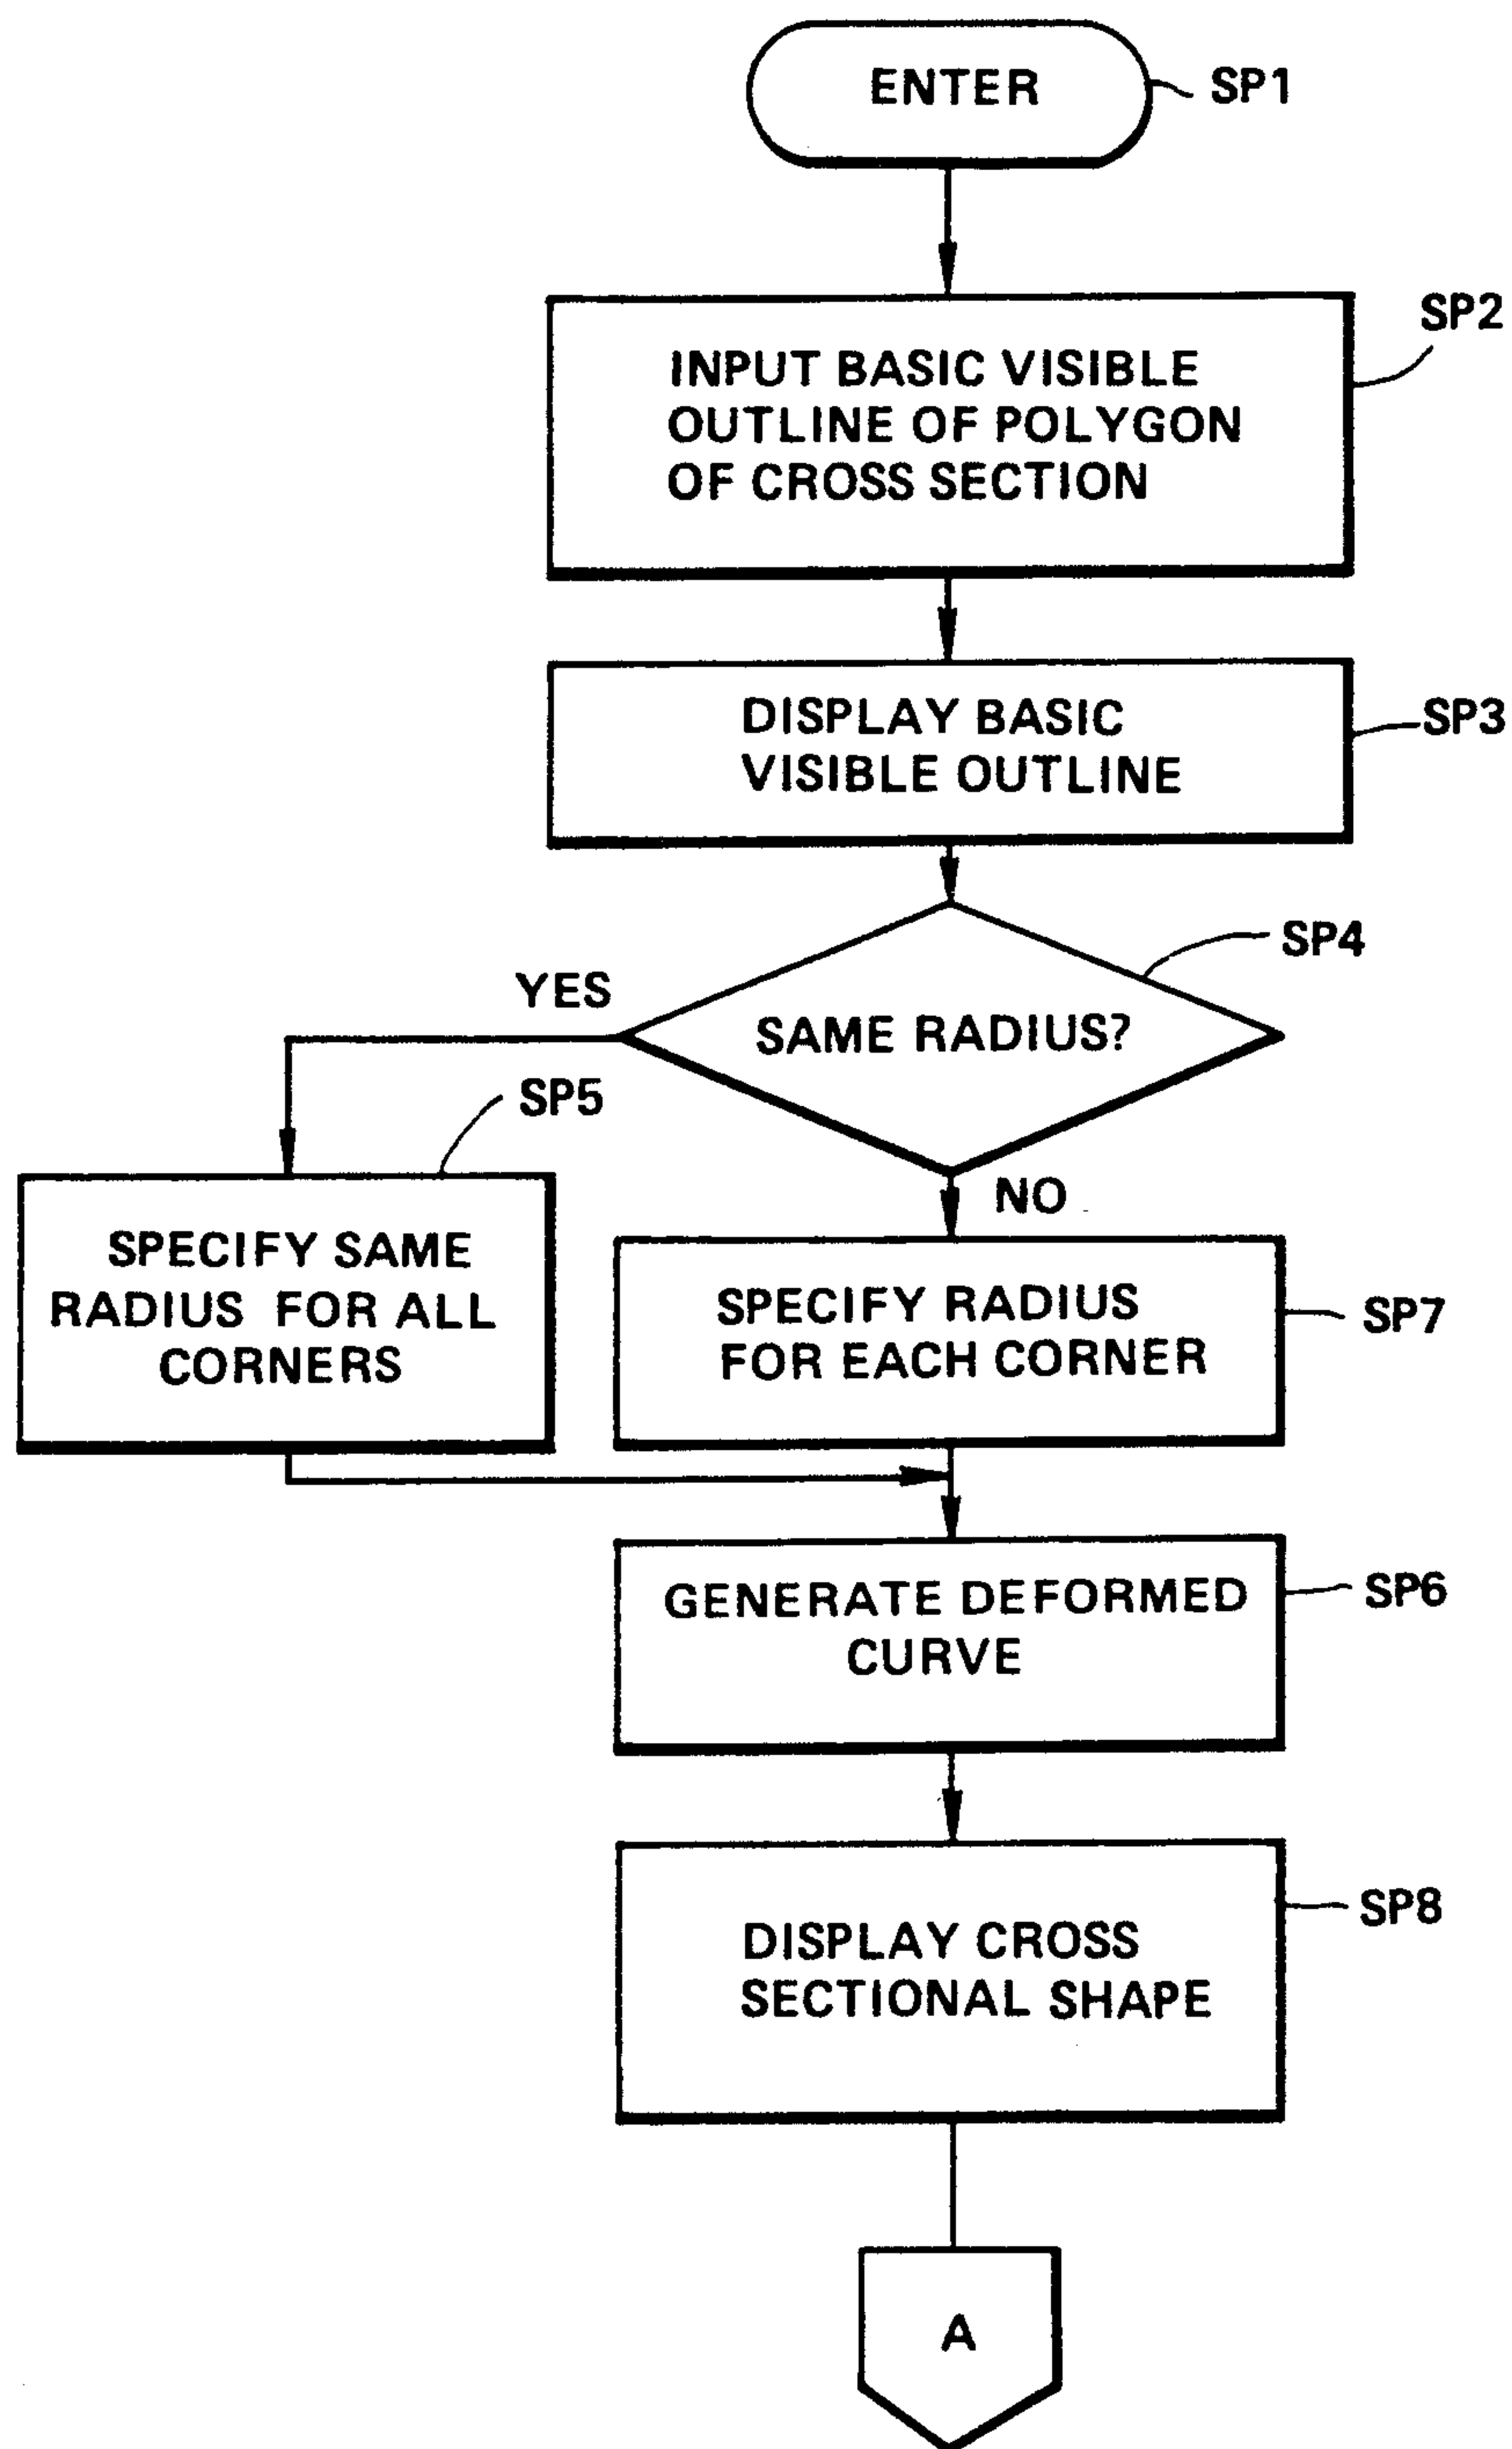 ENTER
SP1
SP2
INPUT BASIC VISIBLE
OUTLINE OF POLYGON
OF CROSS SECTION
DISPLAY BASIC
VISIBLE OUTLINE
SP3
SP4
YES
SAME RADIUS?
SP5
NO
SPECIFY SAME
RADIUS FOR ALL
CORNERS
SPECIFY RADIUS
FOR EACH CORNER
SP7
GENERATE DEFORMED
CURVE
SP6
SP8
DISPLAY CROSS
SECTIONAL SHAPE
A